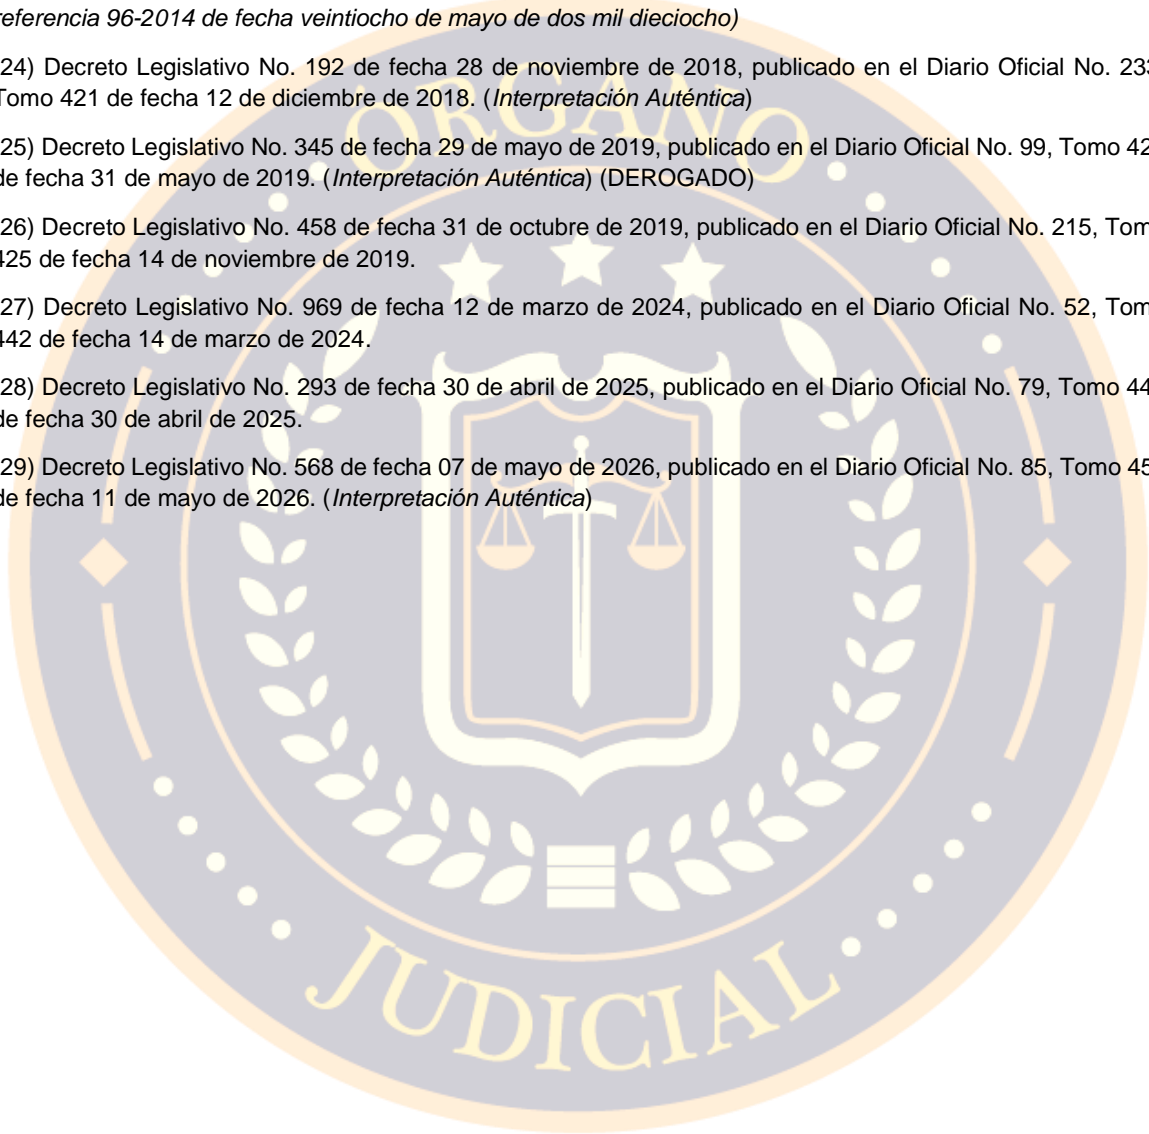 referencia 96-2014 de fecha veintiocho de mayo de dos mil dieciocho)
24) Decreto Legislativo No. 192 de fecha 28 de noviembre de 2018, publicado en el Diario Oficial No. 233
Tomo 421 de fecha 12 de diciembre de 2018. (Interpretación Auténtica)
25) Decreto Legislativo No. 345 de fecha 29 de mayo de 2019, publicado en el Diario Oficial No. 99, Tomo 42
de fecha 31 de mayo de 2019. (Interpretación Auténtica) (DEROGADO)
26) Decreto Legislativo No. 458 de fecha 31 de octubre de 2019, publicado en el Diario Oficial No. 215, Tom
425 de fecha 14 de noviembre de 2019.
27) Decreto Legislativo No. 969 de fecha 12 de marzo de 2024, publicado en el Diario Oficial No. 52, Tom
442 de fecha 14 de marzo de 2024.
28) Decreto Legislativo No. 293 de fecha 30 de abril de 2025, publicado en el Diario Oficial No. 79, Tomo 44
de fecha 30 de abril de 2025.
29) Decreto Legislativo No. 568 de fecha 07 de mayo de 2026, publicado en el Diario Oficial No. 85, Tomo 45
de fecha 11 de mayo de 2026. (Interpretación Auténtica)
ÓRGANO
JUDICIAL